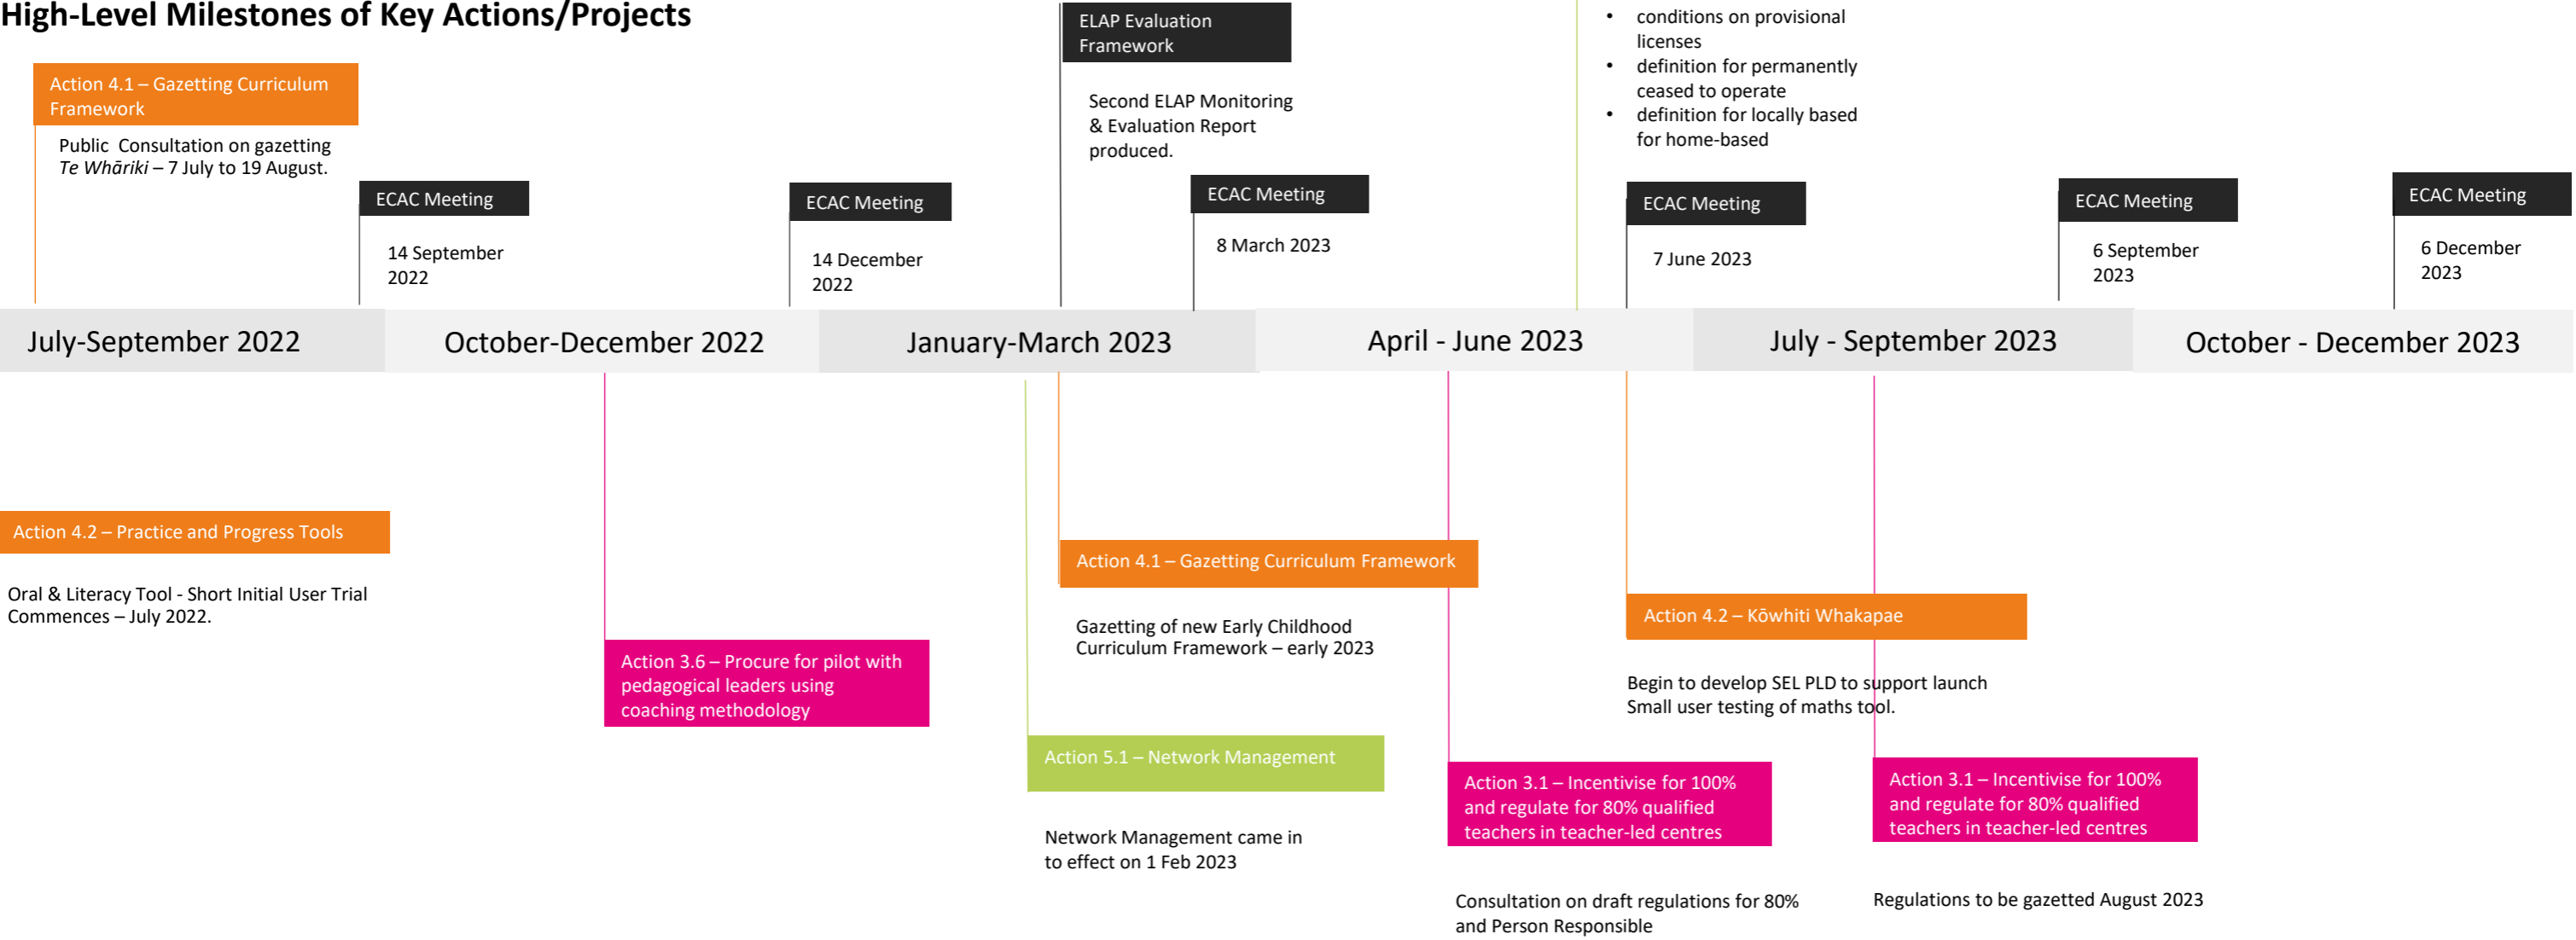 High-Level Milestones of Key Actions/Projects
Action 4.1 – Gazetting Curriculum
Framework
Public Consultation on gazetting
Te Whāriki – 7 July to 19 August.
ECAC Meeting
14 September
2022
ECAC Meeting
14 December
2022
ELAP Evaluation
Framework
Second ELAP Monitoring
& Evaluation Report
produced.
ECAC Meeting
8 March 2023
• conditions on provisional
licenses
• definition for permanently
ceased to operate
• definition for locally based
for home-based
ECAC Meeting
7 June 2023
ECAC Meeting
6 September
2023
ECAC Meeting
6 December
2023
July-September 2022
October-December 2022
January-March 2023
April - June 2023
July - September 2023
October - December 2023
Action 4.2 – Practice and Progress Tools
Oral & Literacy Tool - Short Initial User Trial
Commences – July 2022.
Action 3.6 – Procure for pilot with
pedagogical leaders using
coaching methodology
Action 4.1 – Gazetting Curriculum Framework
Gazetting of new Early Childhood
Curriculum Framework – early 2023
Action 5.1 – Network Management
Network Management came in
to effect on 1 Feb 2023
Action 4.2 – Kōwhiti Whakapae
Begin to develop SEL PLD to support launch
Small user testing of maths tool.
Action 3.1 – Incentivise for 100%
and regulate for 80% qualified
teachers in teacher-led centres
Consultation on draft regulations for 80%
and Person Responsible
Action 3.1 – Incentivise for 100%
and regulate for 80% qualified
teachers in teacher-led centres
Regulations to be gazetted August 2023